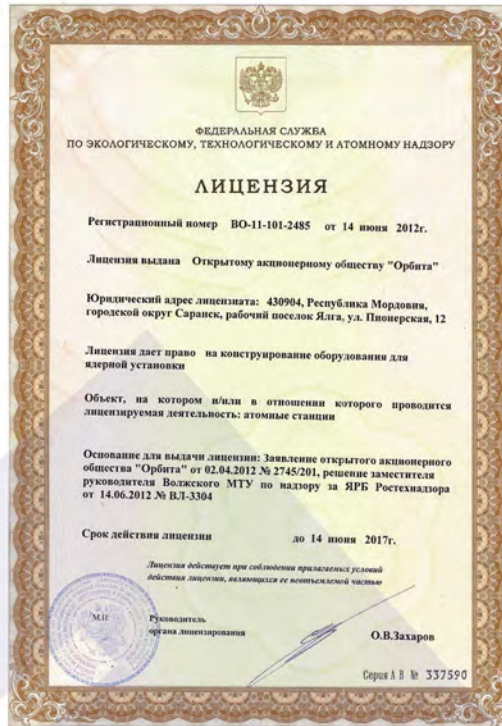 ФЕДЕРАЛЬНАЯ СЛУЖБА
ПО ЭКОЛОГИЧЕСКОМУ, ТЕХНОЛОГИЧЕСКОМУ И АТОМНОМУ НАДЗОРУ
ЛИЦЕНЗИЯ
Регистрационный номер ВО-11-101-2485 от 14 июня 2012г.
Лицензия выдана Открытому акционерному обществу "Орбита"
Юридический адрес лицензиата: 430904, Республика Мордовия,
городской округ Саранск, рабочий поселок Ялга, ул. Пионерская, 12
Лицензия дает право на конструирование оборудования для
ядерной установки
Объект, на котором и/или в отношении которого проводится
лицензируемая деятельность: атомные станции
Основание для выдачи лицензии: Заявление открытого акционерного
общества "Орбита" от 02.04.2012 № 2745/201, решение заместителя
руководителя Волжского МТУ по надзору за ЯРБ Ростехнадзора
от 14.06.2012 № ВЛ-3304
Срок действия лицензии до 14 июня 2017г.
Лицензия действует при соблюдении прилагаемых условий
действия лицензии, являющихся ее неотъемлемой частью
М.П.
Руководитель
органа лицензирования
О.В.Захаров
Серия А В № 337590